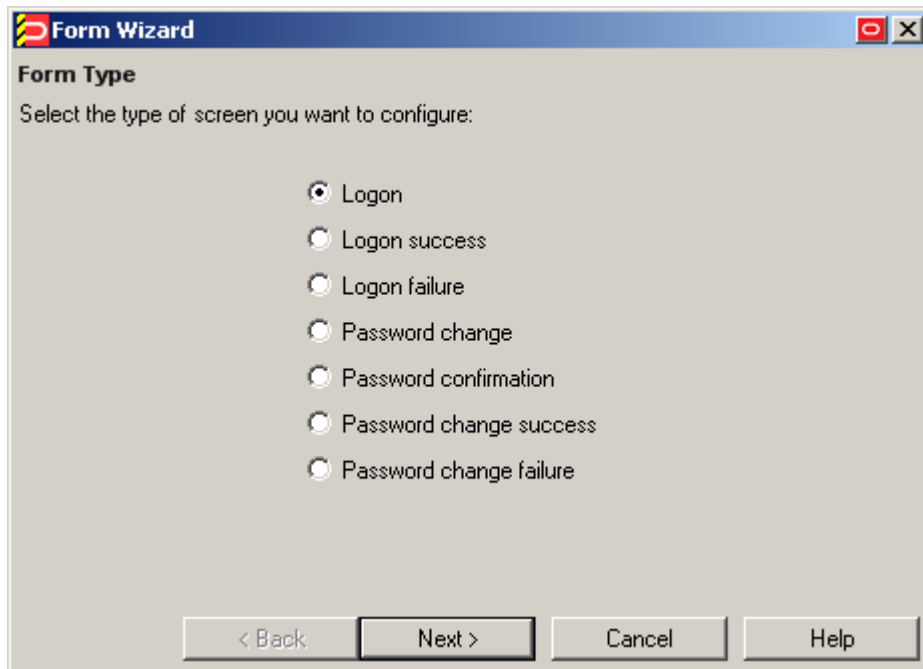 Form Wizard
Form Type
Select the type of screen you want to configure:
Logon
Logon success
Logon failure
Password change
Password confirmation
Password change success
Password change failure
< Back Next > Cancel Help